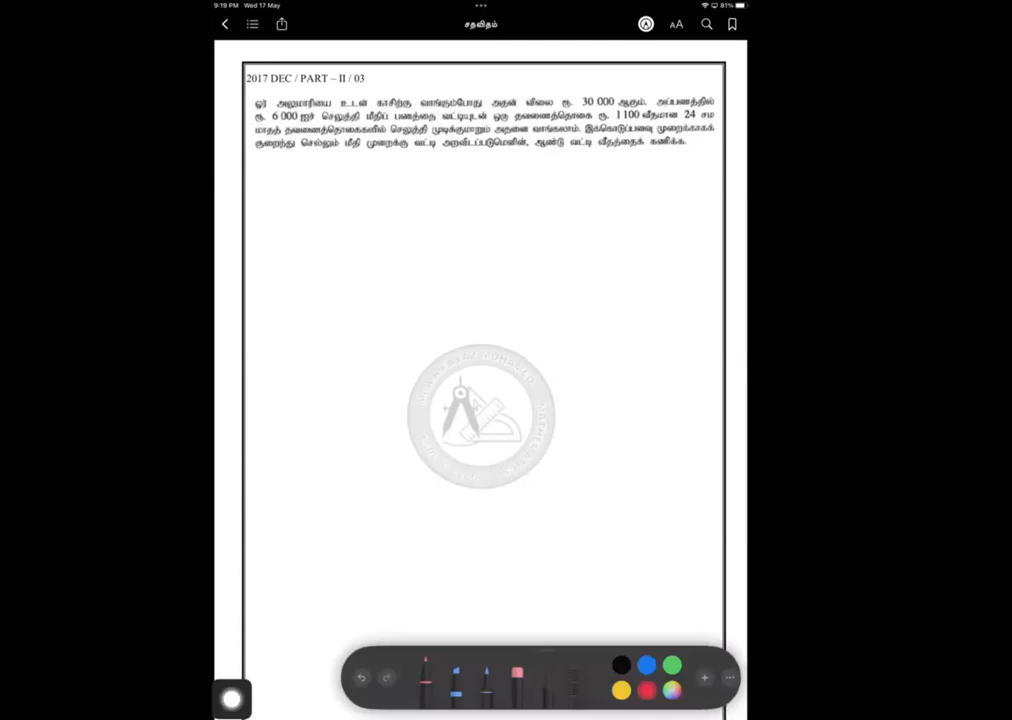 9:19 PM Wed 17 May
81%
சதவிதம்
AA
2017 DEC / PART – II / 03
ஓர் அலுமாரியை உடன் காசிற்கு வாங்கும்போது அதன் விலை ரூ. 30 000 ஆகும். அப்பணத்தில்
ரூ. 6 000 ஐச் செலுத்தி மீதிப் பணத்தை வட்டியுடன் ஒரு தவணைத்தொகை ரூ. 1 100 வீதமான 24 சம
மாதத் தவணைத்தொகைகளில் செலுத்தி முடிக்குமாறும் அதனை வாங்கலாம். இக்கொடுப்பனவு முறைக்காகக்
குறைந்து செல்லும் மீதி முறைக்கு வட்டி அறவிடப்படுமெனின், ஆண்டு வட்டி வீதத்தைக் கணிக்க.